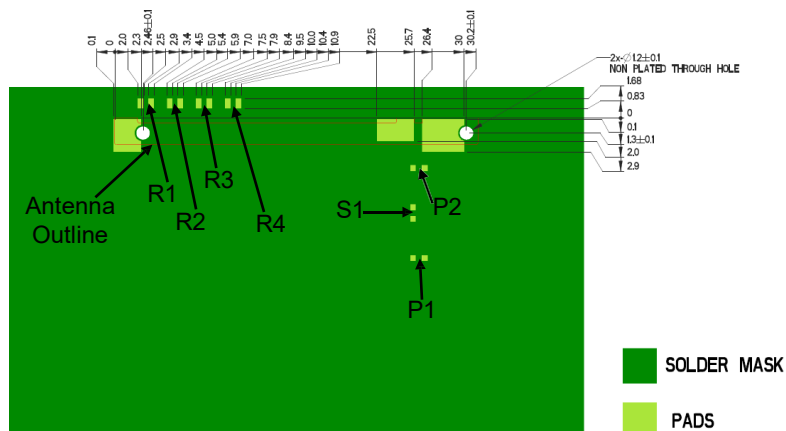 0.1
0
2.0
2.3
2.46±0.1
2.5
2.9
3.4
4.5
5.0
5.4
5.9
7.0
7.5
7.9
8.4
9.5
10.0
10.4
10.9
22.5
25.7
26.4
30
30.2±0.1
2x-∅1.2±0.1
NON PLATED THROUGH HOLE
1.68
0.83
0
0.1
1.3±0.1
2.0
2.9
R1
R2
R3
R4
Antenna
Outline
S1
P2
P1
SOLDER MASK
PADS